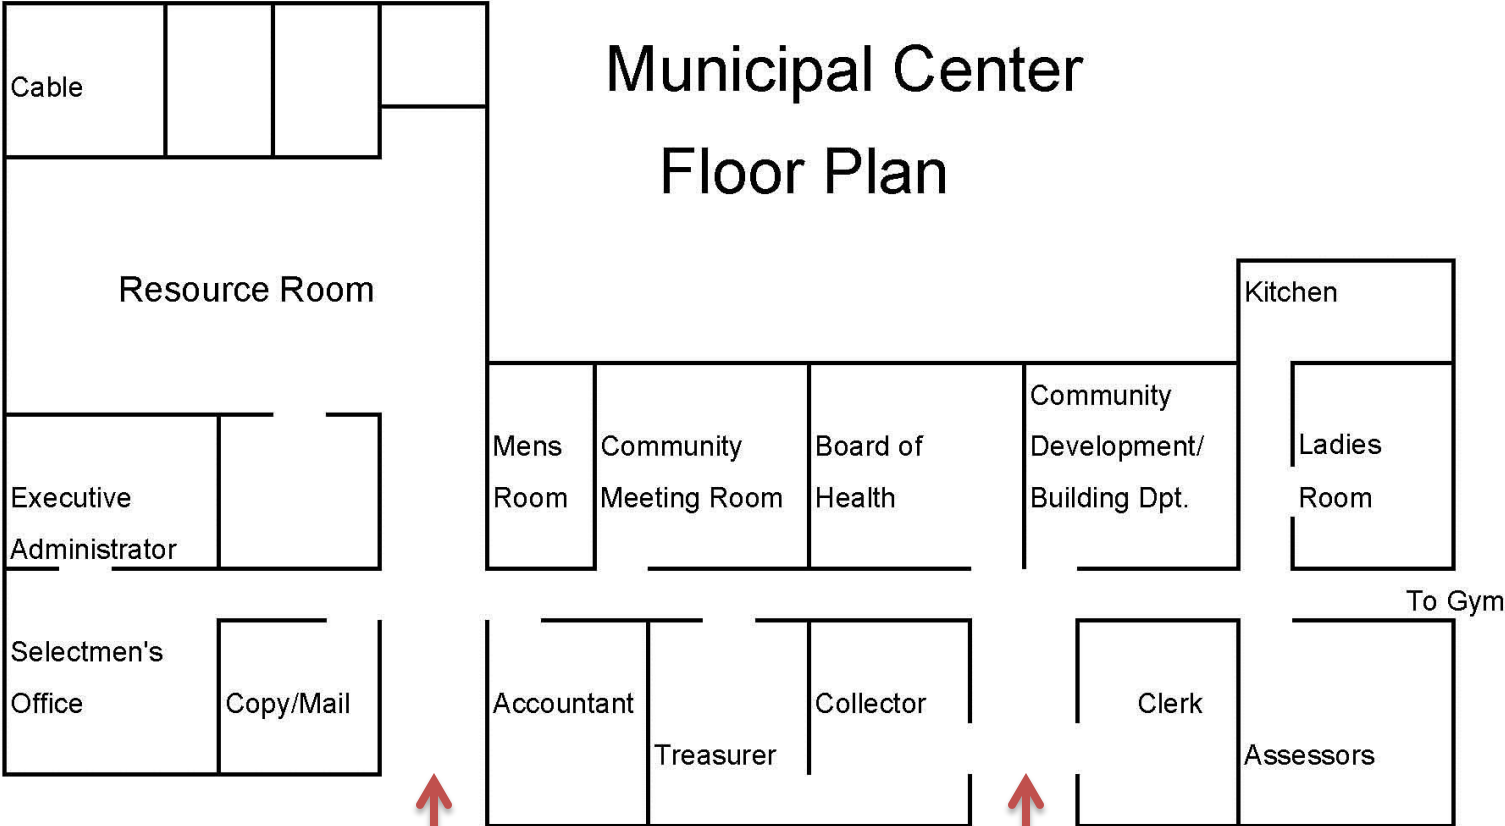 Municipal Center
Floor Plan
Cable
Resource Room
Kitchen
Mens
Room
Community
Meeting Room
Board of
Health
Community
Development/
Building Dpt.
Ladies
Room
Executive
Administrator
To Gym
Selectmen's
Office
Copy/Mail
Accountant
Treasurer
Collector
Clerk
Assessors